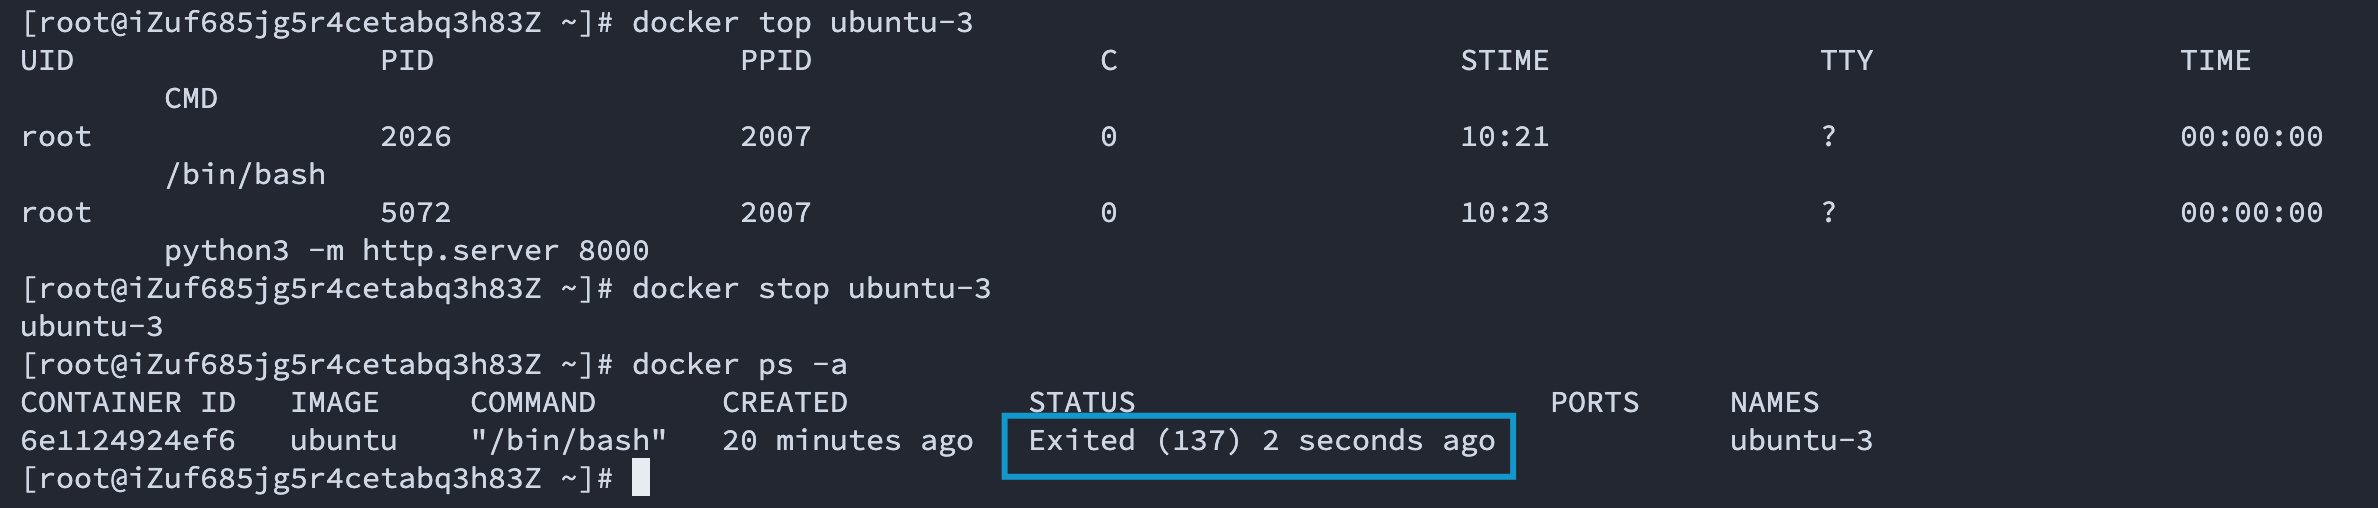 [root@iZuf685jg5r4cetabq3h83Z ~]# docker top ubuntu-3
UID PID PPID C STIME TTY TIME
CMD
root 2026 2007 0 10:21 ? 00:00:00
/bin/bash
root 5072 2007 0 10:23 ? 00:00:00
python3 -m http.server 8000
[root@iZuf685jg5r4cetabq3h83Z ~]# docker stop ubuntu-3
ubuntu-3
[root@iZuf685jg5r4cetabq3h83Z ~]# docker ps -a
CONTAINER ID IMAGE COMMAND CREATED STATUS PORTS NAMES
6e1124924ef6 ubuntu "/bin/bash" 20 minutes ago Exited (137) 2 seconds ago ubuntu-3
[root@iZuf685jg5r4cetabq3h83Z ~]#